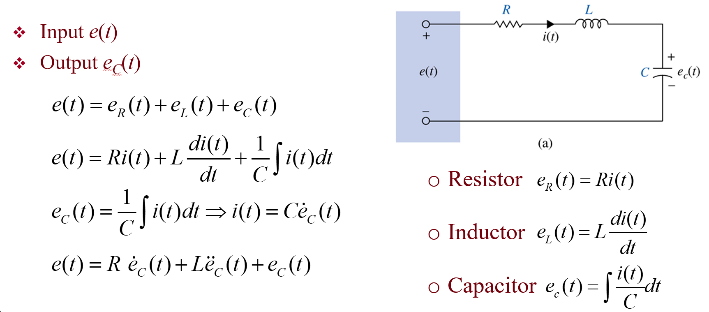 ❖ Input e(t)
❖ Output e_C(t)
e(t) = e_R(t) + e_L(t) + e_C(t)
e(t) = Ri(t) + L di(t)/dt + 1/C ∫ i(t)dt
e_C(t) = 1/C ∫ i(t)dt ⇒ i(t) = Cė_C(t)
e(t) = R ė_C(t) + Lë_C(t) + e_C(t)
R L
+ i(t)
e(t) C + e_c(t) −
−
(a)
○ Resistor e_R(t) = Ri(t)
○ Inductor e_L(t) = L di(t)/dt
○ Capacitor e_c(t) = ∫ i(t)/C dt